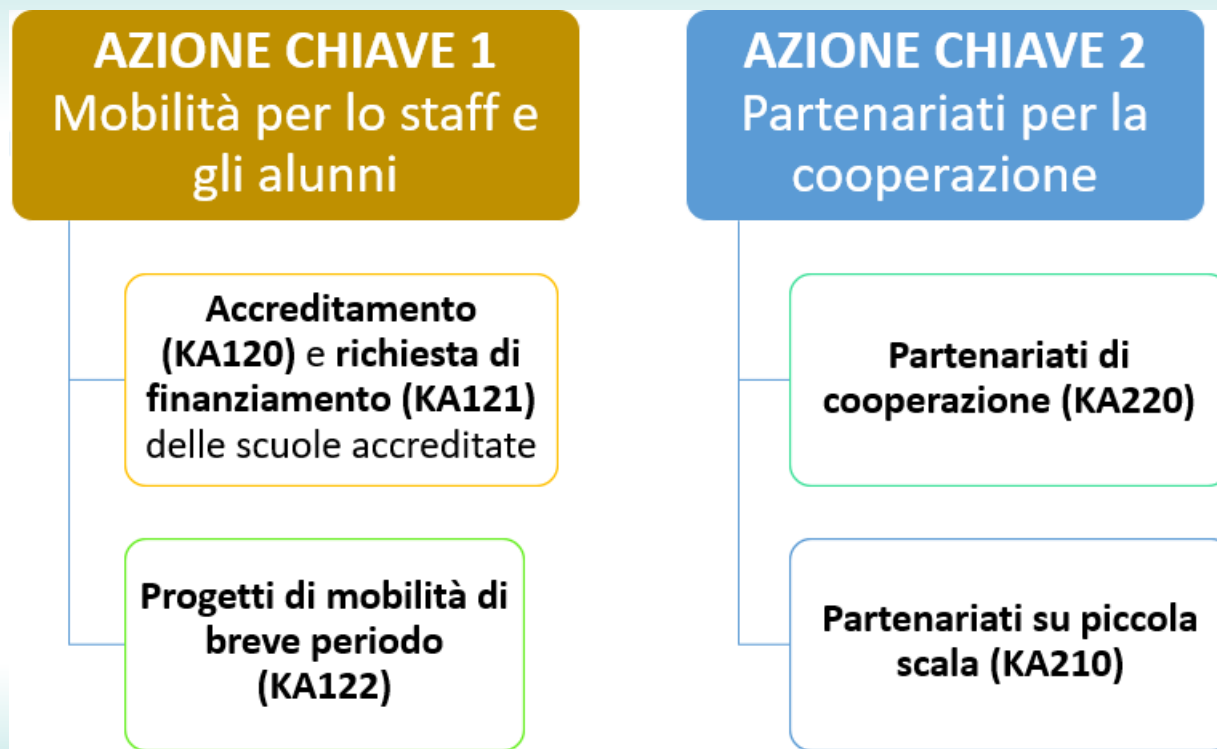 AZIONE CHIAVE 1
Mobilità per lo staff e
gli alunni
Accreditamento
(KA120) e richiesta di
finanziamento (KA121)
delle scuole accreditate
Progetti di mobilità di
breve periodo
(KA122)
AZIONE CHIAVE 2
Partenariati per la
cooperazione
Partenariati di
cooperazione (KA220)
Partenariati su piccola
scala (KA210)